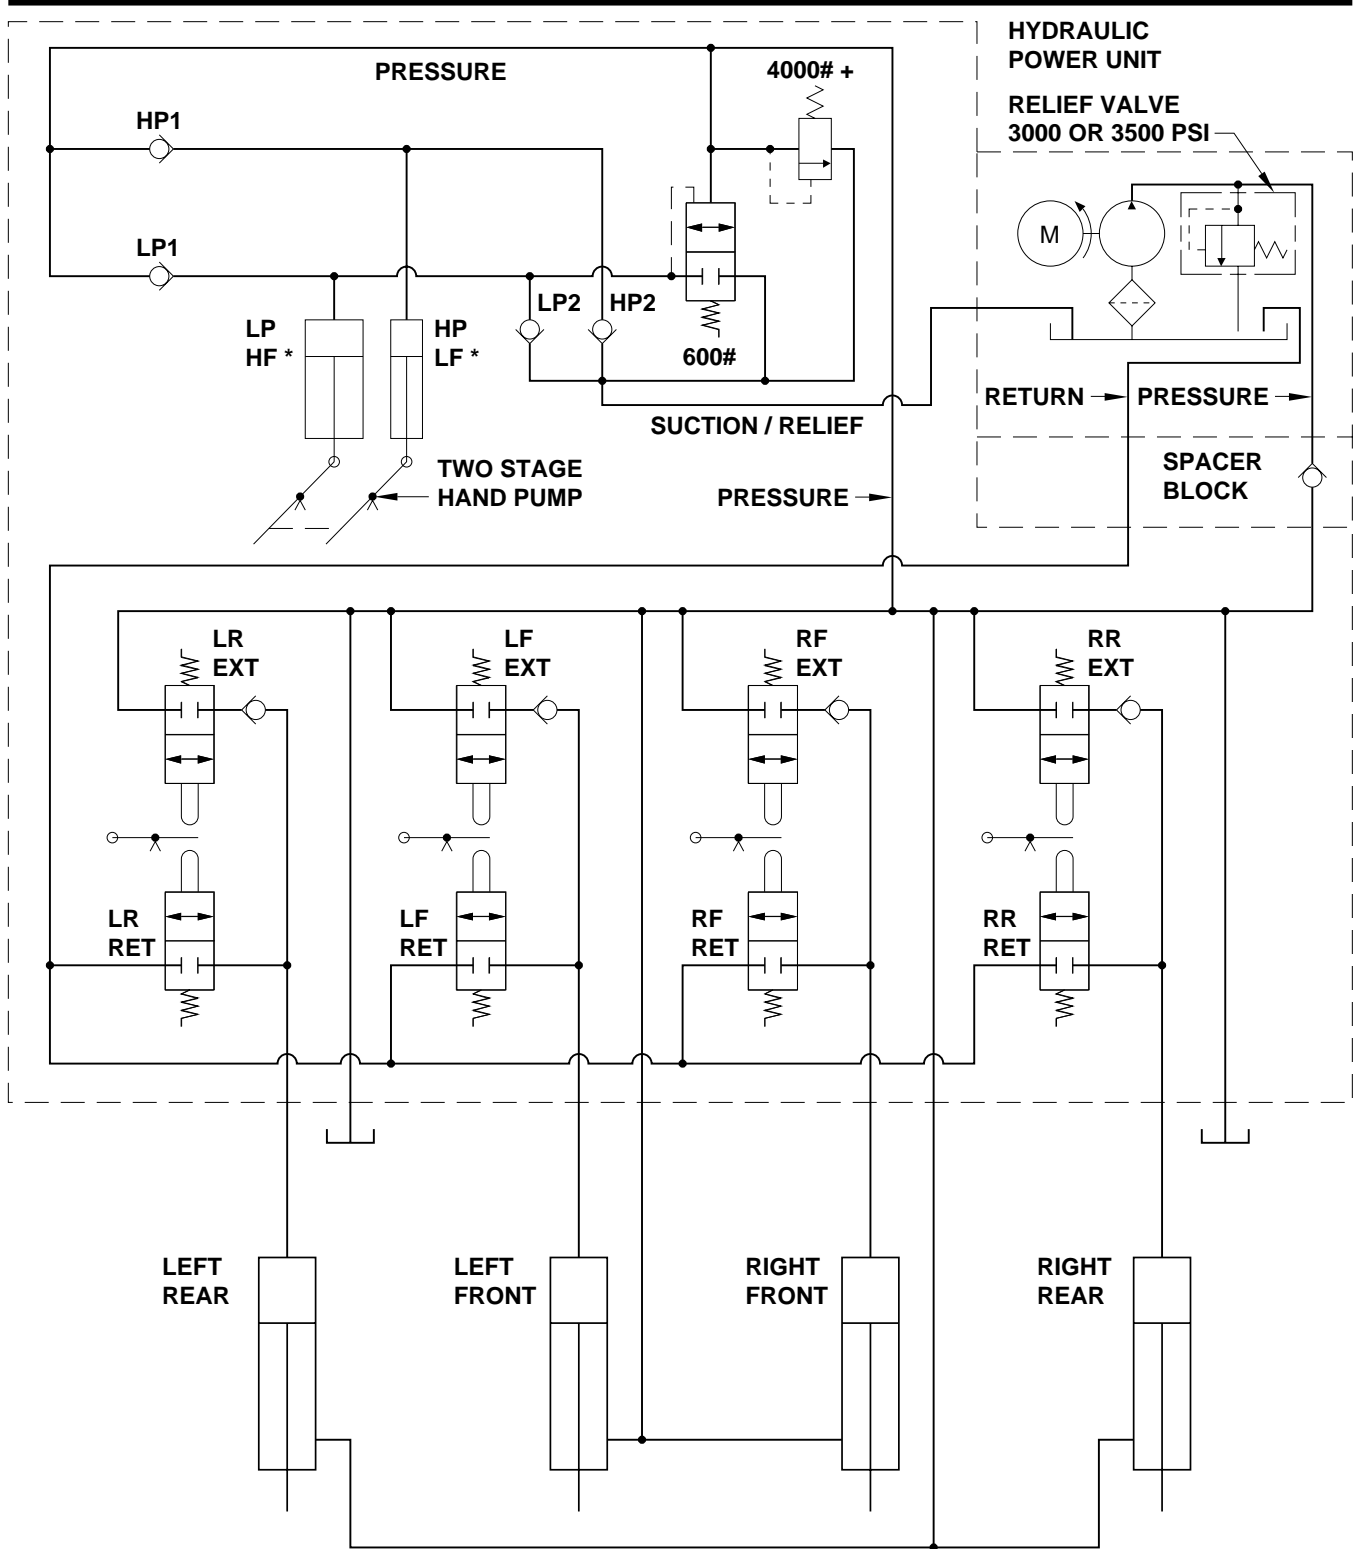 HYDRAULIC
POWER UNIT
PRESSURE
4000# +
RELIEF VALVE
3000 OR 3500 PSI
HP1
M
LP1
LP2
HP2
LP
HF *
HP
LF *
600#
RETURN
PRESSURE
SUCTION / RELIEF
TWO STAGE
HAND PUMP
PRESSURE
SPACER
BLOCK
LR
EXT
LF
EXT
RF
EXT
RR
EXT
LR
RET
LF
RET
RF
RET
RR
RET
LEFT
REAR
LEFT
FRONT
RIGHT
FRONT
RIGHT
REAR